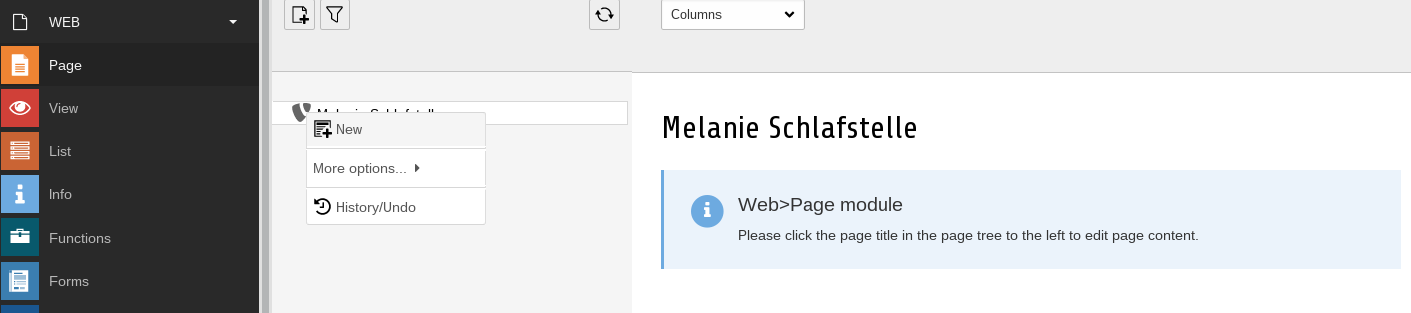 WEB
Page
View
List
Info
Functions
Forms
New
More options...
History/Undo
Columns
Melanie Schlafstelle
Web>Page module
Please click the page title in the page tree to the left to edit page content.